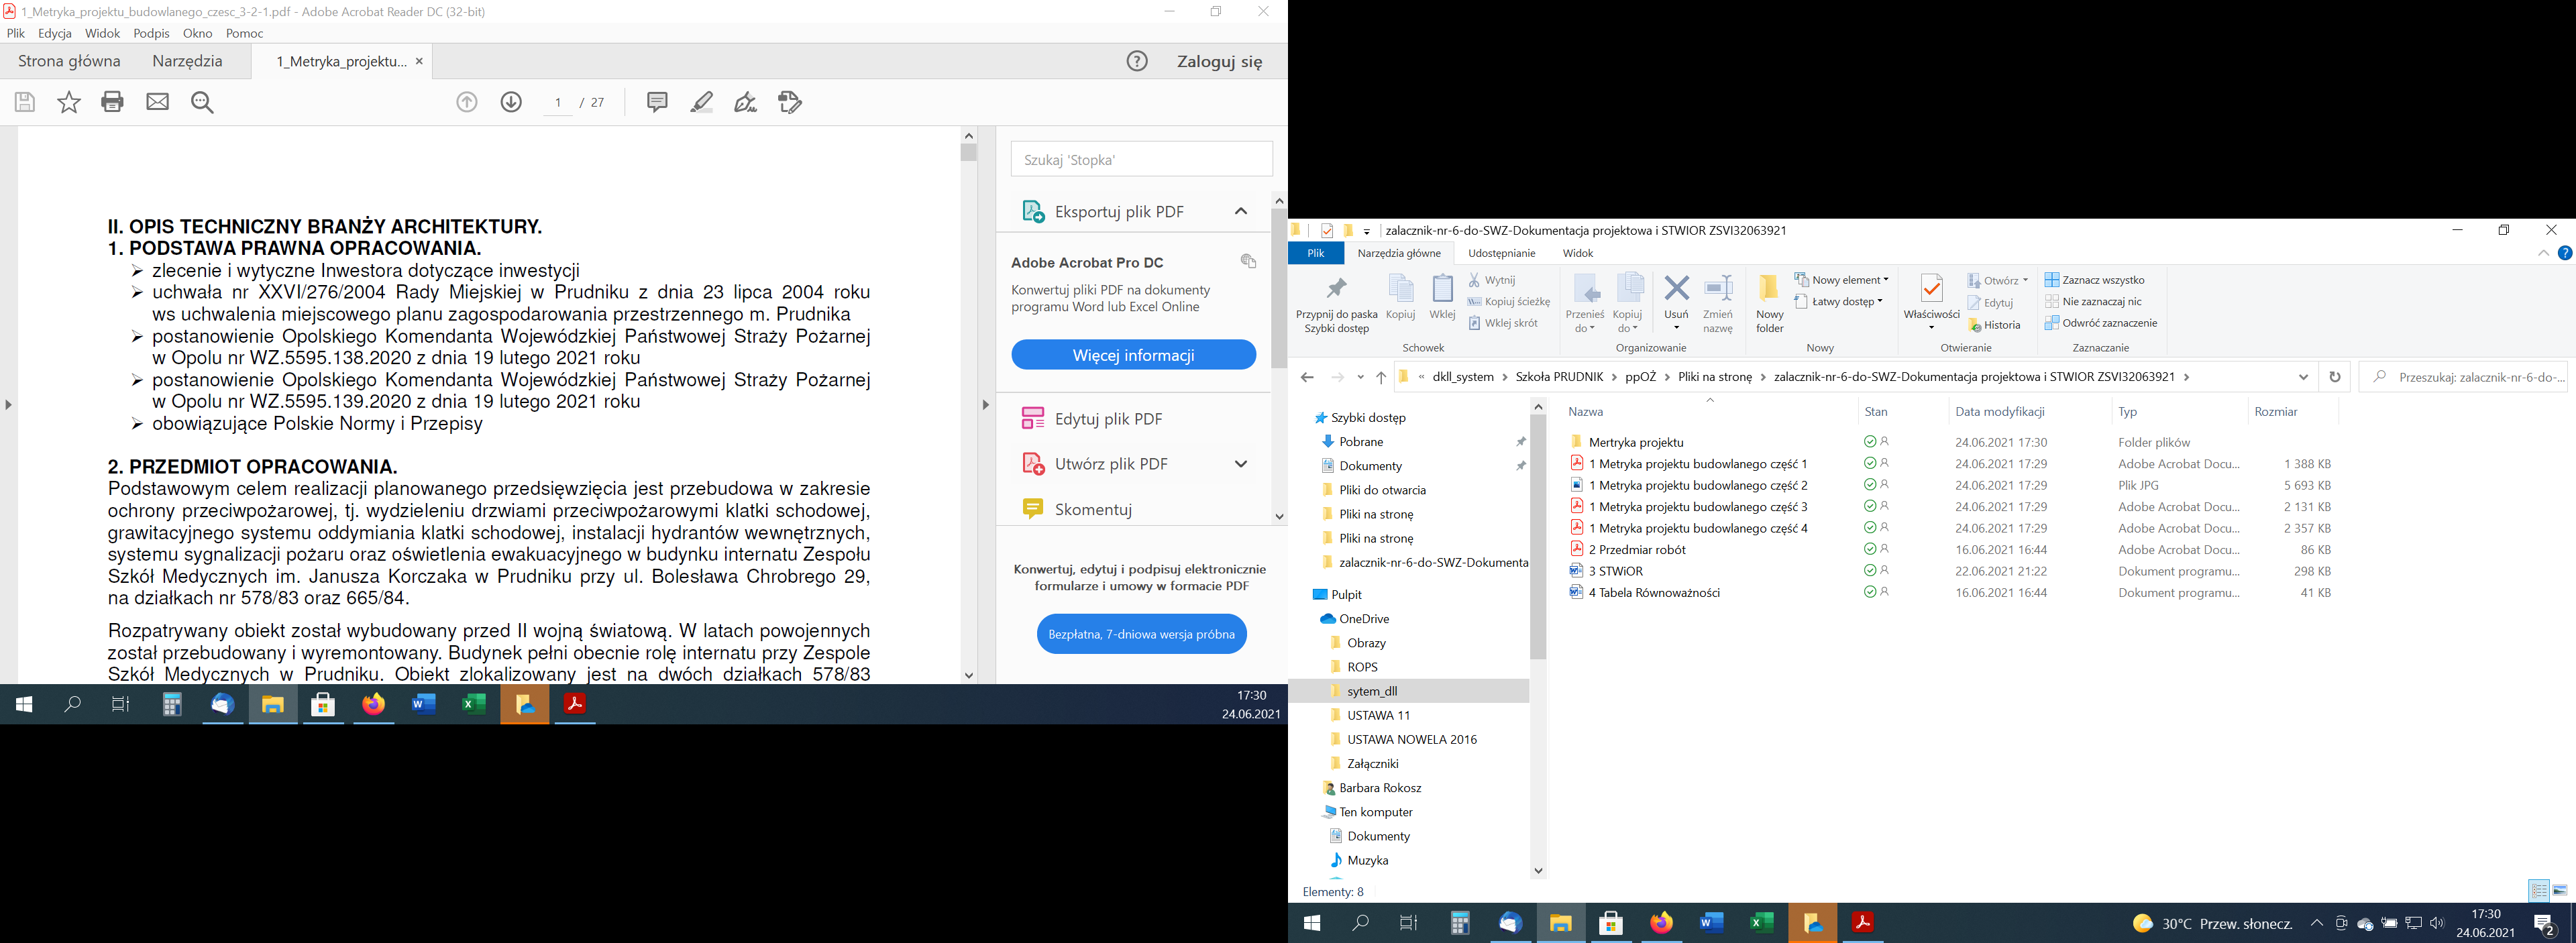 1_Metryka_projektu_budowlanego_czesc_3-2-1.pdf - Adobe Acrobat Reader DC (32-bit)
Plik Edycja Widok Podpis Okno Pomoc
Strona główna Narzędzia 1_Metryka_projektu... × Zaloguj się
1 / 27
II. OPIS TECHNICZNY BRANŻY ARCHITEKTURY.
1. PODSTAWA PRAWNA OPRACOWANIA.
➢ zlecenie i wytyczne Inwestora dotyczące inwestycji
➢ uchwała nr XXVI/276/2004 Rady Miejskiej w Prudniku z dnia 23 lipca 2004 roku
ws uchwalenia miejscowego planu zagospodarowania przestrzennego m. Prudnika
➢ postanowienie Opolskiego Komendanta Wojewódzkiej Państwowej Straży Pożarnej
w Opolu nr WZ.5595.138.2020 z dnia 19 lutego 2021 roku
➢ postanowienie Opolskiego Komendanta Wojewódzkiej Państwowej Straży Pożarnej
w Opolu nr WZ.5595.139.2020 z dnia 19 lutego 2021 roku
➢ obowiązujące Polskie Normy i Przepisy
2. PRZEDMIOT OPRACOWANIA.
Podstawowym celem realizacji planowanego przedsięwzięcia jest przebudowa w zakresie
ochrony przeciwpożarowej, tj. wydzieleniu drzwiami przeciwpożarowymi klatki schodowej,
grawitacyjnego systemu oddymiania klatki schodowej, instalacji hydrantów wewnętrznych,
systemu sygnalizacji pożaru oraz oświetlenia ewakuacyjnego w budynku internatu Zespołu
Szkół Medycznych im. Janusza Korczaka w Prudniku przy ul. Bolesława Chrobrego 29,
na działkach nr 578/83 oraz 665/84.
Rozpatrywany obiekt został wybudowany przed II wojną światową. W latach powojennych
został przebudowany i wyremontowany. Budynek pełni obecnie rolę internatu przy Zespole
Szkół Medycznych w Prudniku. Obiekt zlokalizowany jest na dwóch działkach 578/83
Szukaj 'Stopka'
Eksportuj plik PDF
Adobe Acrobat Pro DC
Konwertuj pliki PDF na dokumenty
programu Word lub Excel Online
Więcej informacji
Edytuj plik PDF
Utwórz plik PDF
Skomentuj
Konwertuj, edytuj i podpisuj elektronicznie
formularze i umowy w formacie PDF
Bezpłatna, 7-dniowa wersja próbna
17:30
24.06.2021
zalacznik-nr-6-do-SWZ-Dokumentacja projektowa i STWIOR ZSVI32063921
Plik Narzędzia główne Udostępnianie Widok
Przypnij do paska
Szybki dostęp
Kopiuj
Wklej
Wytnij
Kopiuj ścieżkę
Wklej skrót
Schowek
Przenieś
do
Kopiuj
do
Usuń
Zmień
nazwę
Organizowanie
Nowy
folder
Nowy element
Łatwy dostęp
Nowy
Właściwości
Otwórz
Edytuj
Historia
Otwieranie
Zaznacz wszystko
Nie zaznaczaj nic
Odwróć zaznaczenie
Zaznaczanie
« dkll_system > Szkoła PRUDNIK > ppOŻ > Pliki na stronę > zalacznik-nr-6-do-SWZ-Dokumentacja projektowa i STWIOR ZSVI32063921 >
Przeszukaj: zalacznik-nr-6-do-...
Szybki dostęp
Pobrane
Dokumenty
Pliki do otwarcia
Pliki na stronę
Pliki na stronę
zalacznik-nr-6-do-SWZ-Dokumenta
Pulpit
OneDrive
Obrazy
ROPS
sytem_dll
USTAWA 11
USTAWA NOWELA 2016
Załączniki
Barbara Rokosz
Ten komputer
Dokumenty
Muzyka
Nazwa Stan Data modyfikacji Typ Rozmiar
Mertryka projektu 24.06.2021 17:30 Folder plików
1 Metryka projektu budowlanego część 1 24.06.2021 17:29 Adobe Acrobat Docu... 1 388 KB
1 Metryka projektu budowlanego część 2 24.06.2021 17:29 Plik JPG 5 693 KB
1 Metryka projektu budowlanego część 3 24.06.2021 17:29 Adobe Acrobat Docu... 2 131 KB
1 Metryka projektu budowlanego część 4 24.06.2021 17:29 Adobe Acrobat Docu... 2 357 KB
2 Przedmiar robót 16.06.2021 16:44 Adobe Acrobat Docu... 86 KB
3 STWiOR 22.06.2021 21:22 Dokument programu... 298 KB
4 Tabela Równoważności 16.06.2021 16:44 Dokument programu... 41 KB
Elementy: 8
30°C Przew. słonecz.
17:30
24.06.2021
2